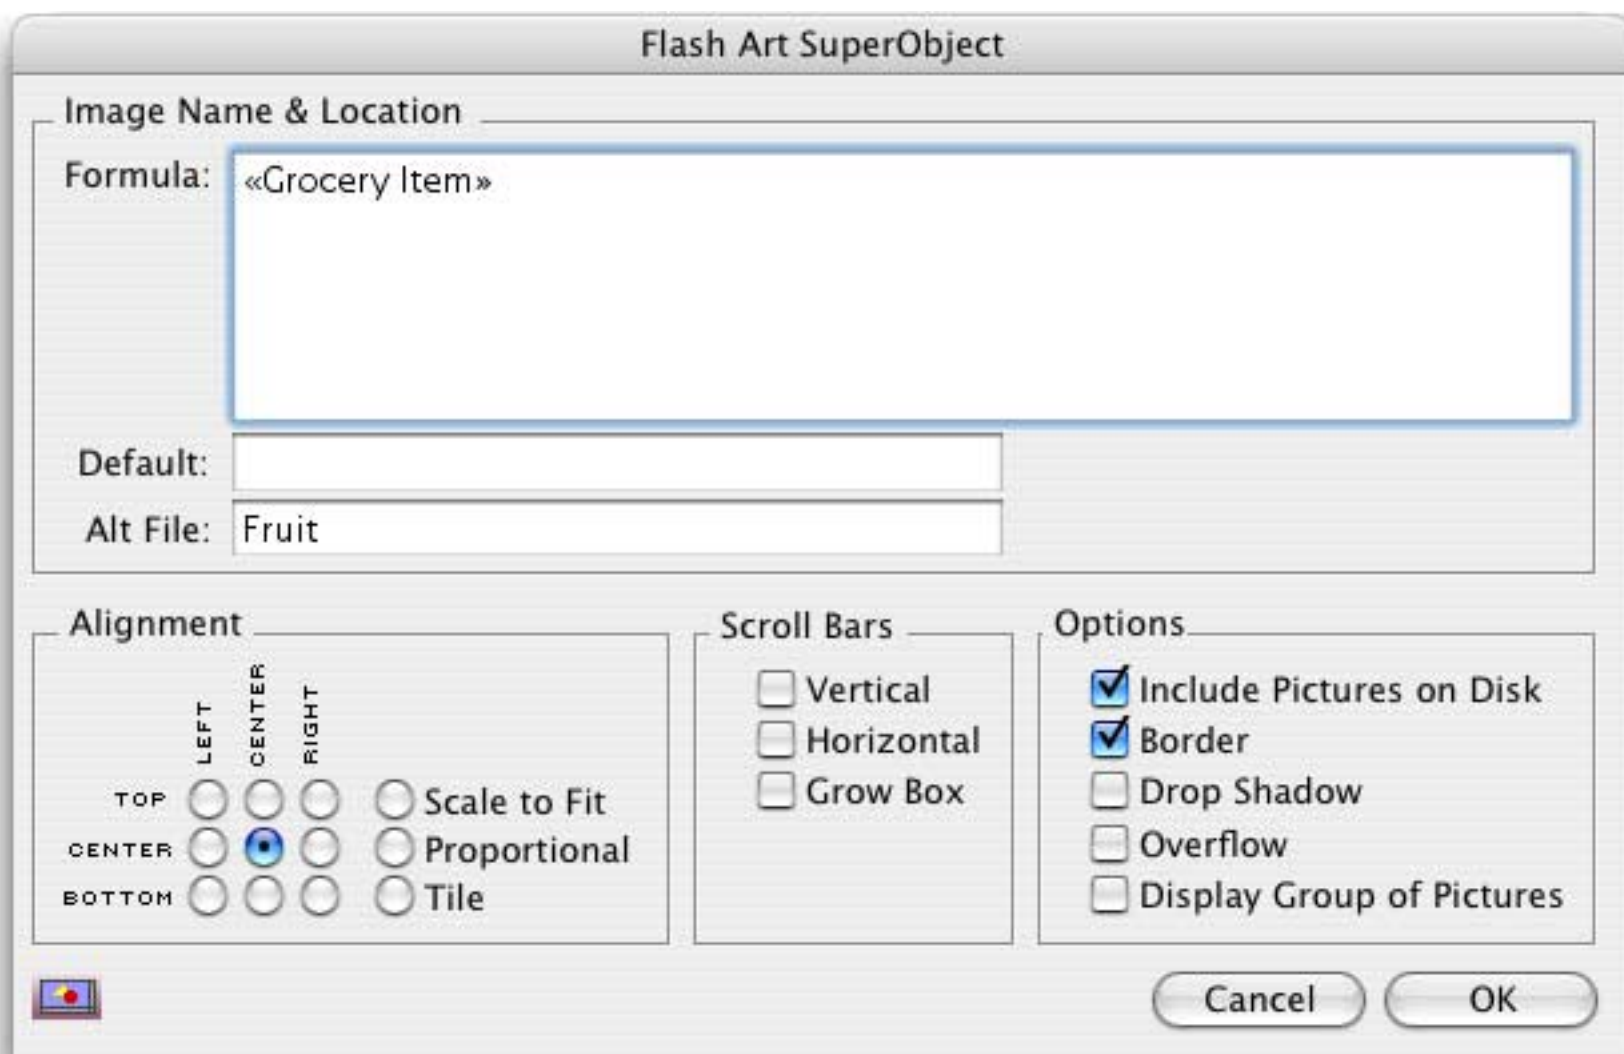 Flash Art SuperObject
Image Name & Location
Formula: «Grocery Item»
Default:
Alt File: Fruit
Alignment
LEFT
CENTER
RIGHT
TOP
Scale to Fit
CENTER
Proportional
BOTTOM
Tile
Scroll Bars
Vertical
Horizontal
Grow Box
Options
Include Pictures on Disk
Border
Drop Shadow
Overflow
Display Group of Pictures
Cancel
OK